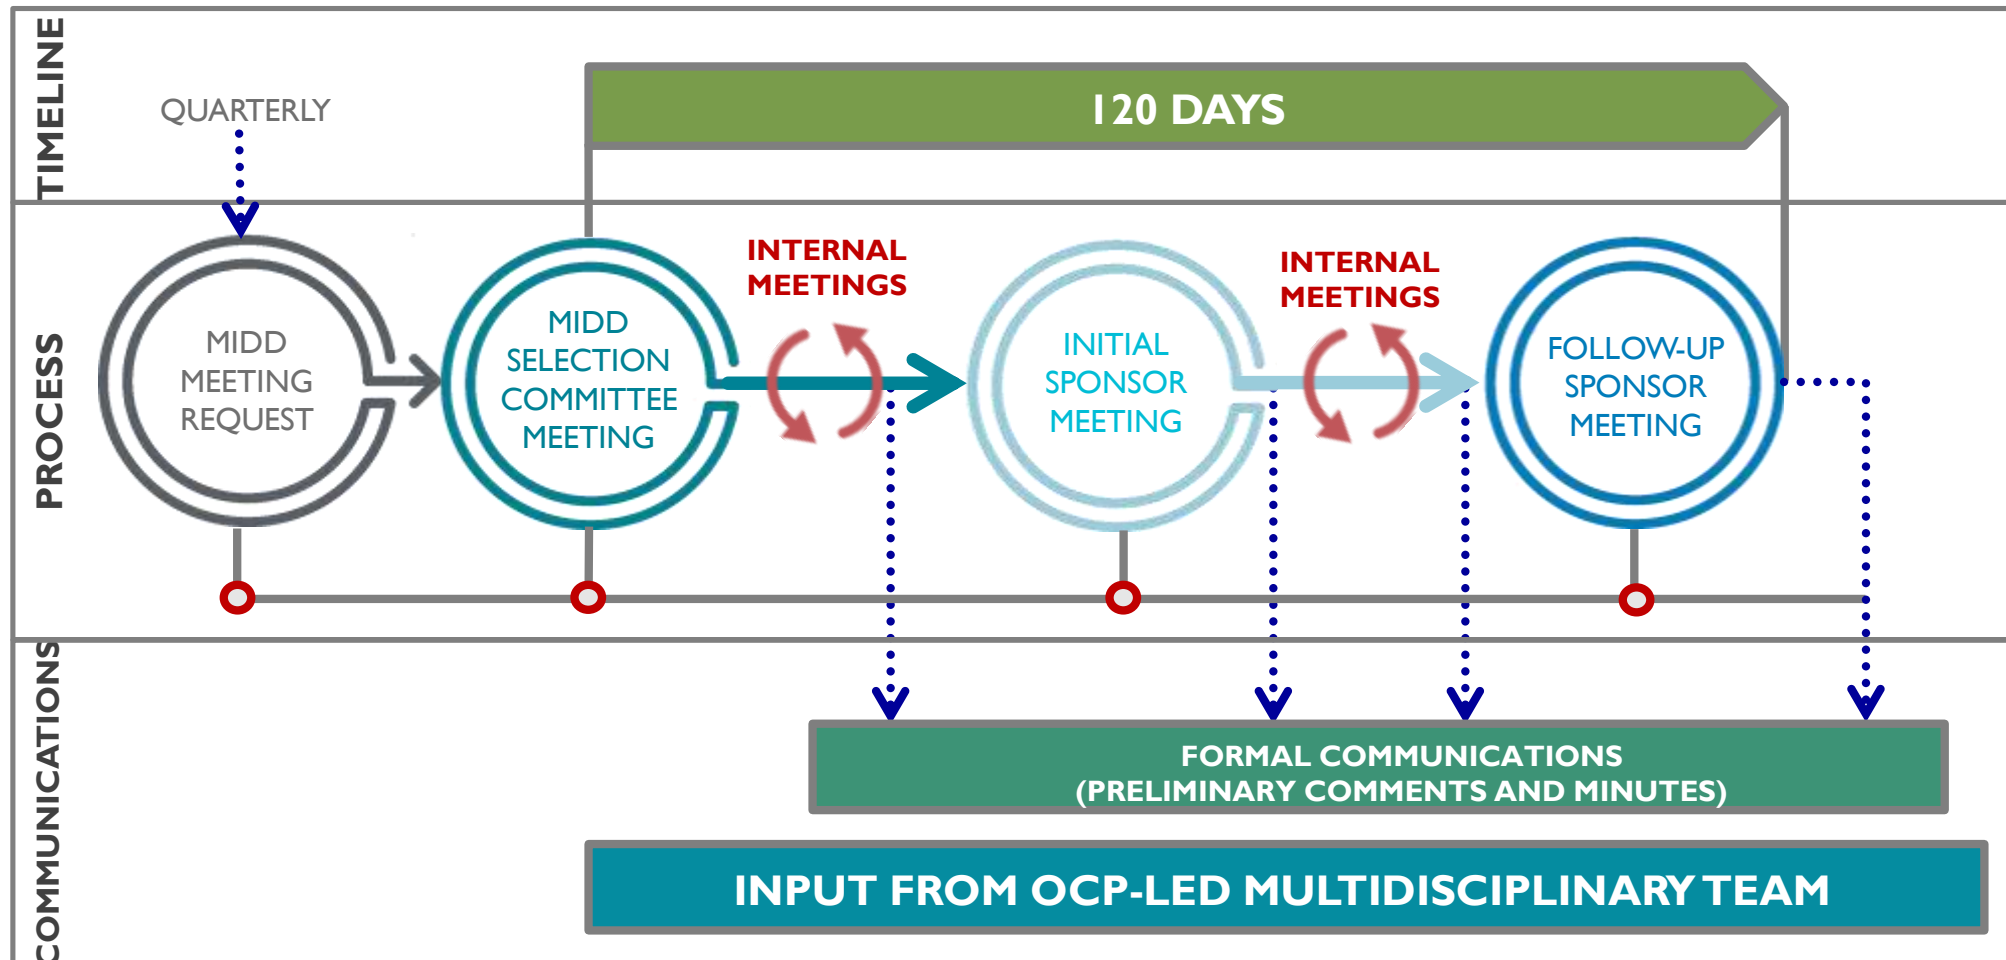 TIMELINE
QUARTERLY
120 DAYS
PROCESS
MIDD
MEETING
REQUEST
MIDD
SELECTION
COMMITTEE
MEETING
INTERNAL
MEETINGS
INITIAL
SPONSOR
MEETING
INTERNAL
MEETINGS
FOLLOW-UP
SPONSOR
MEETING
COMMUNICATIONS
FORMAL COMMUNICATIONS
(PRELIMINARY COMMENTS AND MINUTES)
INPUT FROM OCP-LED MULTIDISCIPLINARY TEAM